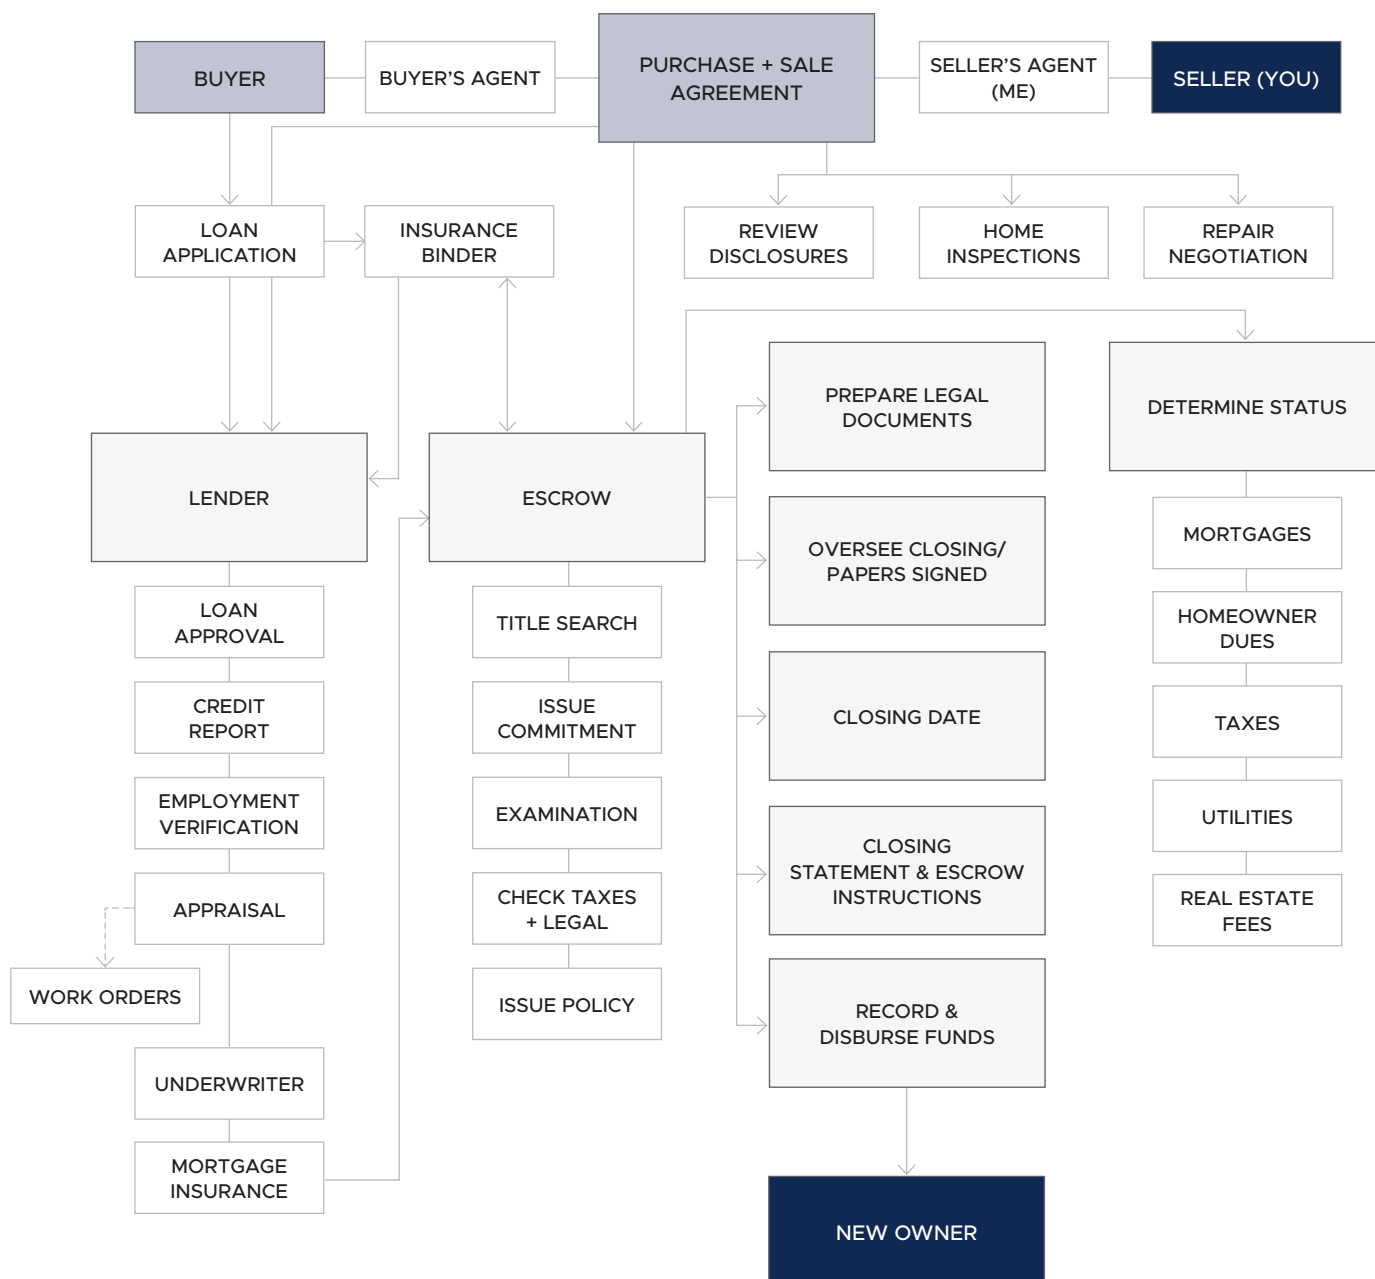 BUYER
BUYER'S AGENT
PURCHASE + SALE
AGREEMENT
SELLER'S AGENT
(ME)
SELLER (YOU)
LOAN
APPLICATION
INSURANCE
BINDER
REVIEW
DISCLOSURES
HOME
INSPECTIONS
REPAIR
NEGOTIATION
LENDER
ESCROW
PREPARE LEGAL
DOCUMENTS
DETERMINE STATUS
LOAN
APPROVAL
CREDIT
REPORT
EMPLOYMENT
VERIFICATION
APPRAISAL
WORK ORDERS
UNDERWRITER
MORTGAGE
INSURANCE
TITLE SEARCH
ISSUE
COMMITMENT
EXAMINATION
CHECK TAXES
+ LEGAL
ISSUE POLICY
OVERSEE CLOSING/
PAPERS SIGNED
CLOSING DATE
CLOSING
STATEMENT & ESCROW
INSTRUCTIONS
RECORD &
DISBURSE FUNDS
NEW OWNER
MORTGAGES
HOMEOWNER
DUES
TAXES
UTILITIES
REAL ESTATE
FEES